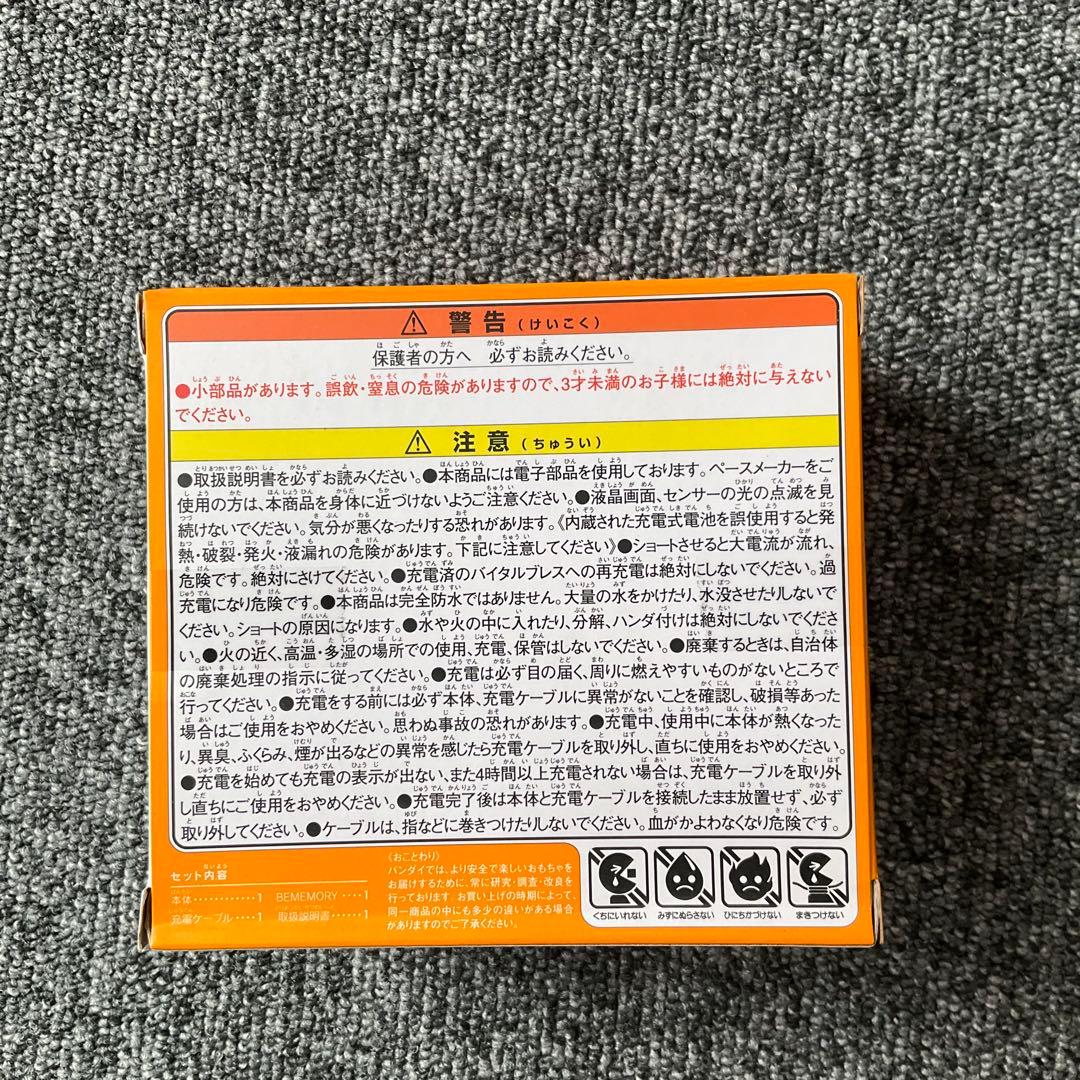 ⚠ 警告(けいこく)
保護者の方へ 必ずお読みください。
●小部品があります。誤飲・窒息の危険がありますので、3才未満のお子様には絶対に与えない
でください。
⚠ 注意(ちゅうい)
●取扱説明書を必ずお読みください。●本商品には電子部品を使用しております。ペースメーカーをご
使用の方は、本商品を身体に近づけないようご注意ください。●液晶画面、センサーの光の点滅を見
続けないでください。気分が悪くなったりする恐れがあります。《内蔵された充電式電池を誤使用すると発
熱・破裂・発火・液漏れの危険があります。下記に注意してください》●ショートさせると大電流が流れ、
危険です。絶対にさけてください。●充電済のバイタルブレスへの再充電は絶対にしないでください。過
充電になり危険です。●本商品は完全防水ではありません。大量の水をかけたり、水没させたりしないで
ください。ショートの原因になります。●水や火の中に入れたり、分解、ハンダ付けは絶対にしないでくださ
い。●火の近く、高温・多湿の場所での使用、充電、保管はしないでください。●廃棄するときは、自治体
の廃棄処理の指示に従ってください。●充電は必ず目の届く、周りに燃えやすいものがないところで
行ってください。●充電をする前には必ず本体、充電ケーブルに異常がないことを確認し、破損等あった
場合はご使用をおやめください。思わぬ事故の恐れがあります。●充電中、使用中に本体が熱くなった
り、異臭、ふくらみ、煙が出るなどの異常を感じたら充電ケーブルを取り外し、直ちに使用をおやめください。
●充電を始めても充電の表示が出ない、また4時間以上充電されない場合は、充電ケーブルを取り外
し直ちにご使用をおやめください。●充電完了後は本体と充電ケーブルを接続したまま放置せず、必ず
取り外してください。●ケーブルは、指などに巻きつけたりしないでください。血がかよわなくなり危険です。
セット内容
本体・・・・・・・・・・1 BEMEMORY・・・・1
充電ケーブル・・・・1 取扱説明書・・・・・1
〈おことわり〉
バンダイでは、より安全で楽しいおもちゃを
お届けするために、常に研究・調査・改良を
行っております。お買い上げの時期によって、
同一商品の中にも多少の違いがある場合
がありますのでご了承ください。
くちにいれない みずにぬらさない ひにちかづけない まきつけない